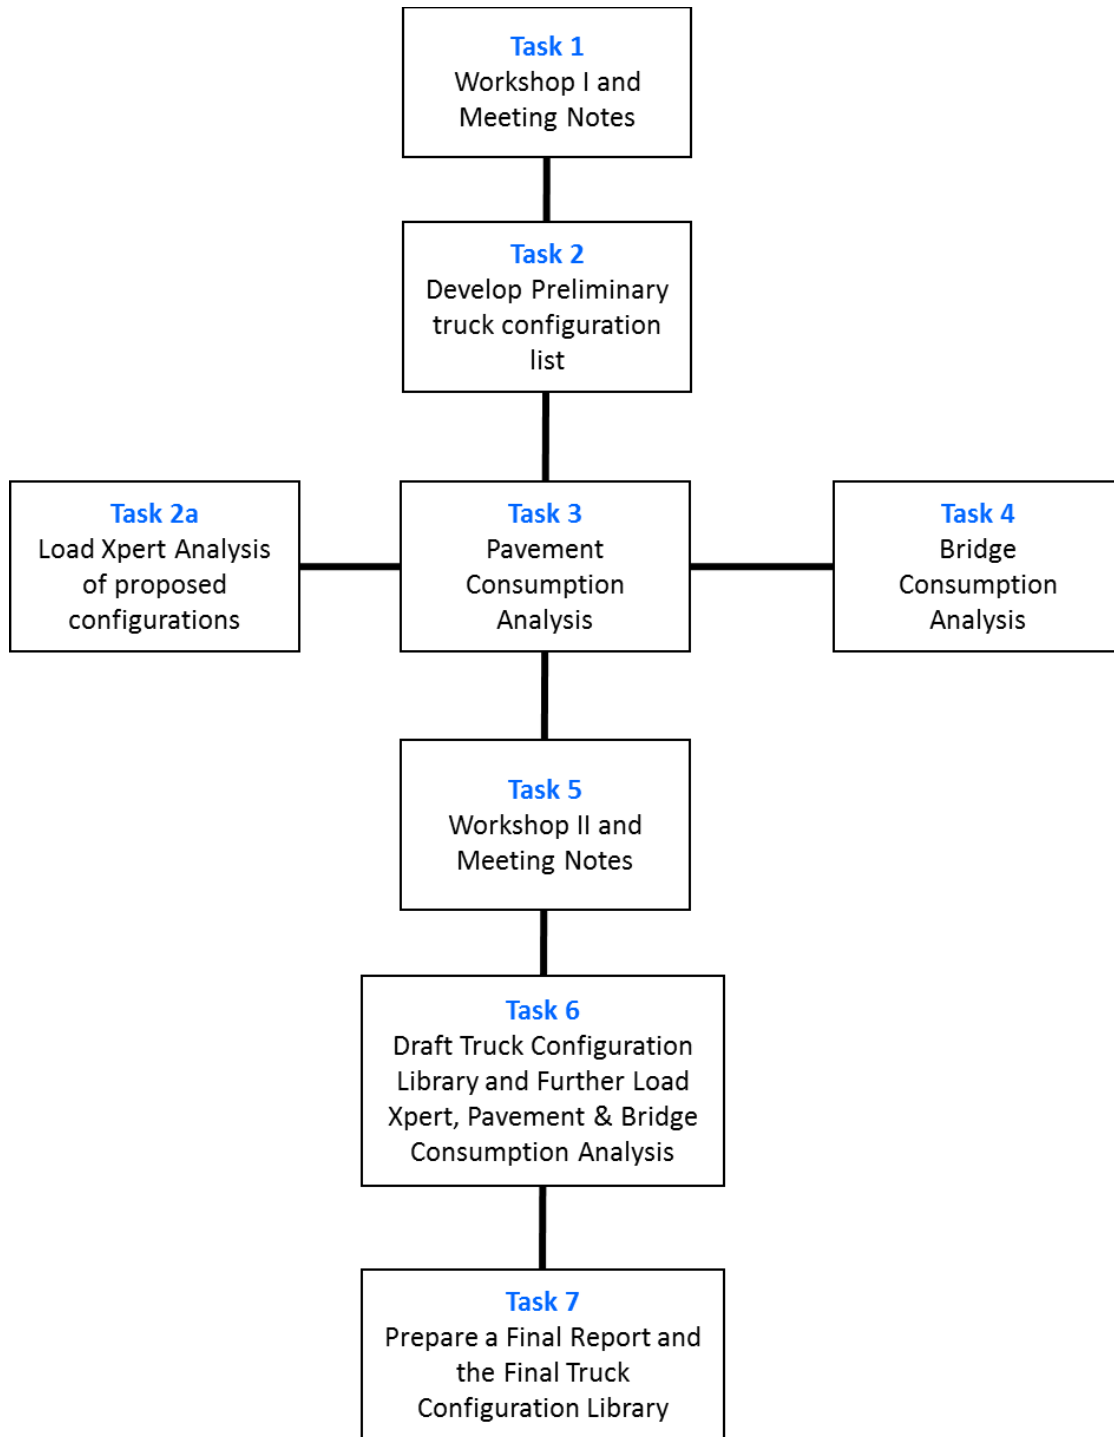 Task 1
Workshop I and
Meeting Notes
Task 2
Develop Preliminary
truck configuration
list
Task 2a
Load Xpert Analysis
of proposed
configurations
Task 3
Pavement
Consumption
Analysis
Task 4
Bridge
Consumption
Analysis
Task 5
Workshop II and
Meeting Notes
Task 6
Draft Truck Configuration
Library and Further Load
Xpert, Pavement & Bridge
Consumption Analysis
Task 7
Prepare a Final Report and
the Final Truck
Configuration Library